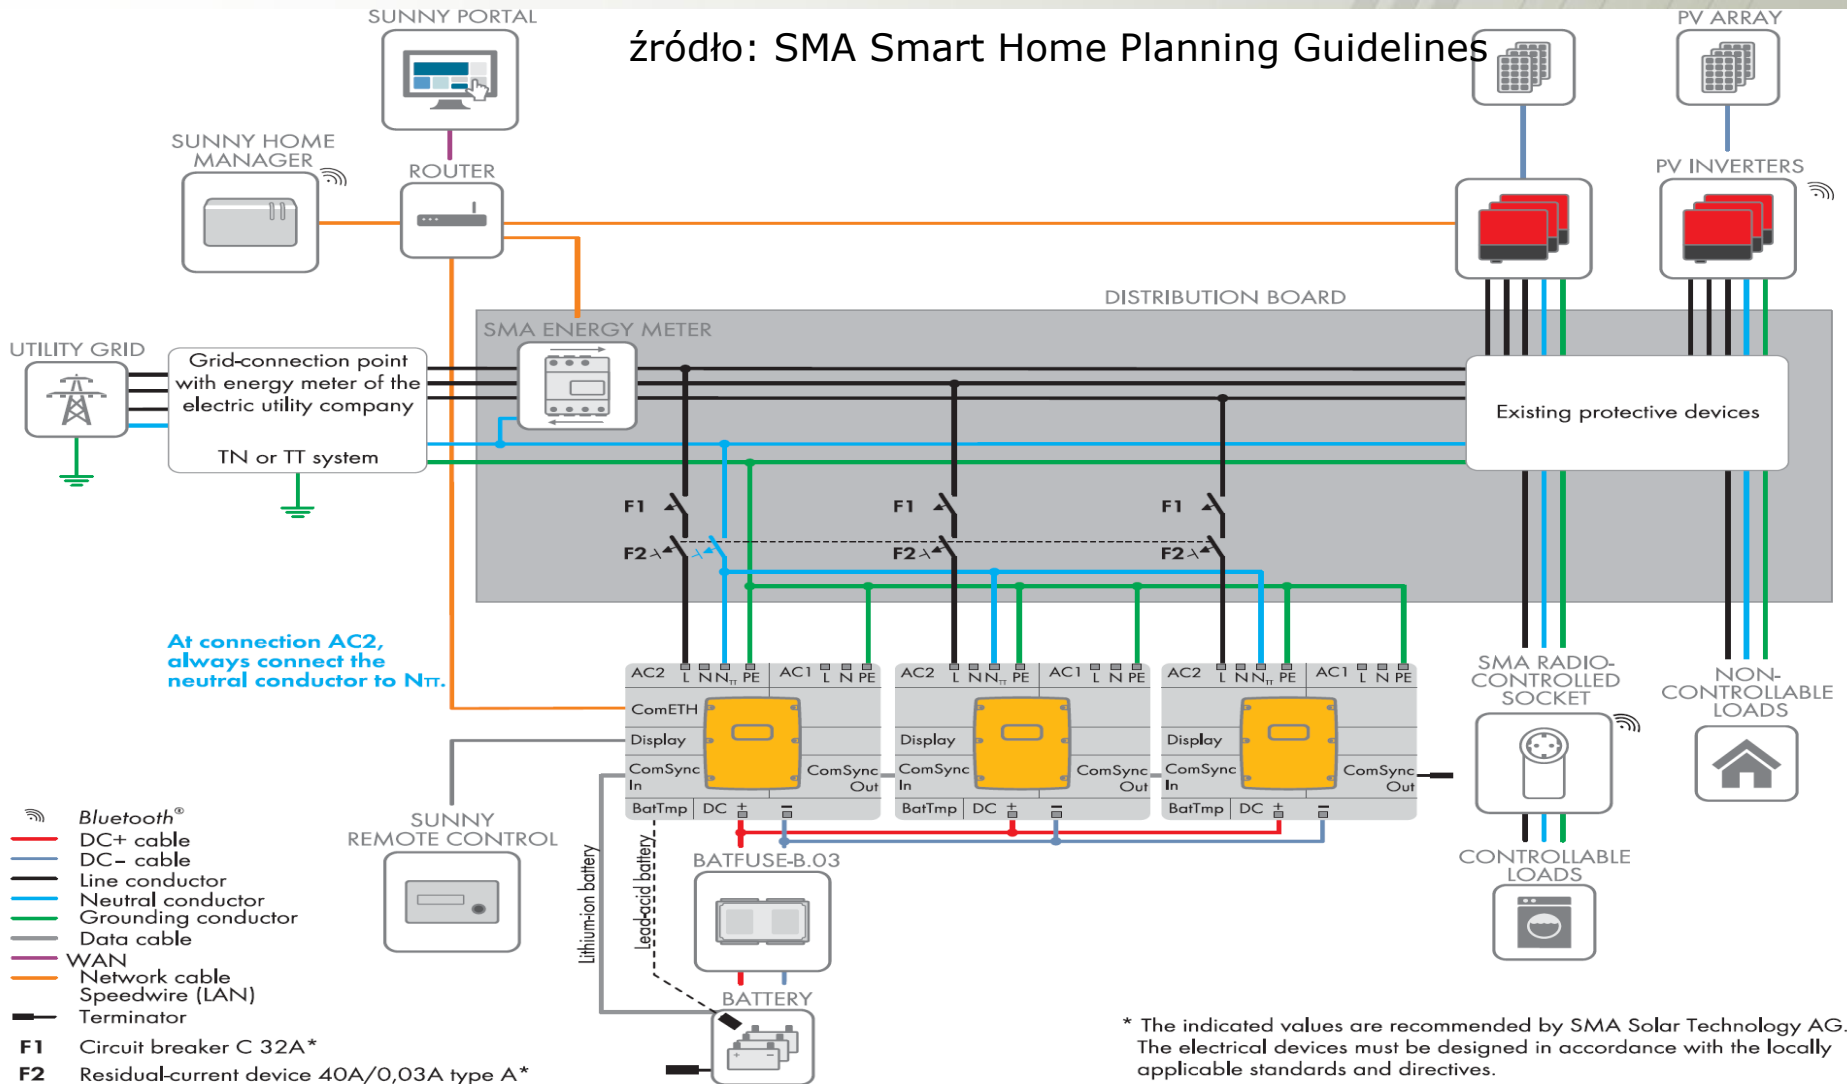 SUNNY PORTAL
źródło: SMA Smart Home Planning Guidelines
PV ARRAY
SUNNY HOME
MANAGER
ROUTER
PV INVERTERS
DISTRIBUTION BOARD
SMA ENERGY METER
UTILITY GRID
Grid-connection point
with energy meter of the
electric utility company
TN or TT system
Existing protective devices
F1
F1
F1
F2
F2
F2
At connection AC2,
always connect the
neutral conductor to NTT.
AC2 L N NTT PE AC1 L N PE
AC2 L N NTT PE AC1 L N PE
AC2 L N NTT PE AC1 L N PE
ComETH
Display
Display
Display
ComSync
In
ComSync
Out
ComSync
In
ComSync
Out
ComSync
In
ComSync
Out
BatTmp DC + −
BatTmp DC + −
BatTmp DC + −
SMA RADIO-
CONTROLLED
SOCKET
NON-
CONTROLLABLE
LOADS
SUNNY
REMOTE CONTROL
BATFUSE-B.03
Lithium-ion battery
Lead-acid battery
BATTERY
CONTROLLABLE
LOADS
Bluetooth®
DC+ cable
DC− cable
Line conductor
Neutral conductor
Grounding conductor
Data cable
WAN
Network cable
Speedwire (LAN)
Terminator
F1 Circuit breaker C 32A*
F2 Residual-current device 40A/0,03A type A*
* The indicated values are recommended by SMA Solar Technology AG.
The electrical devices must be designed in accordance with the locally
applicable standards and directives.